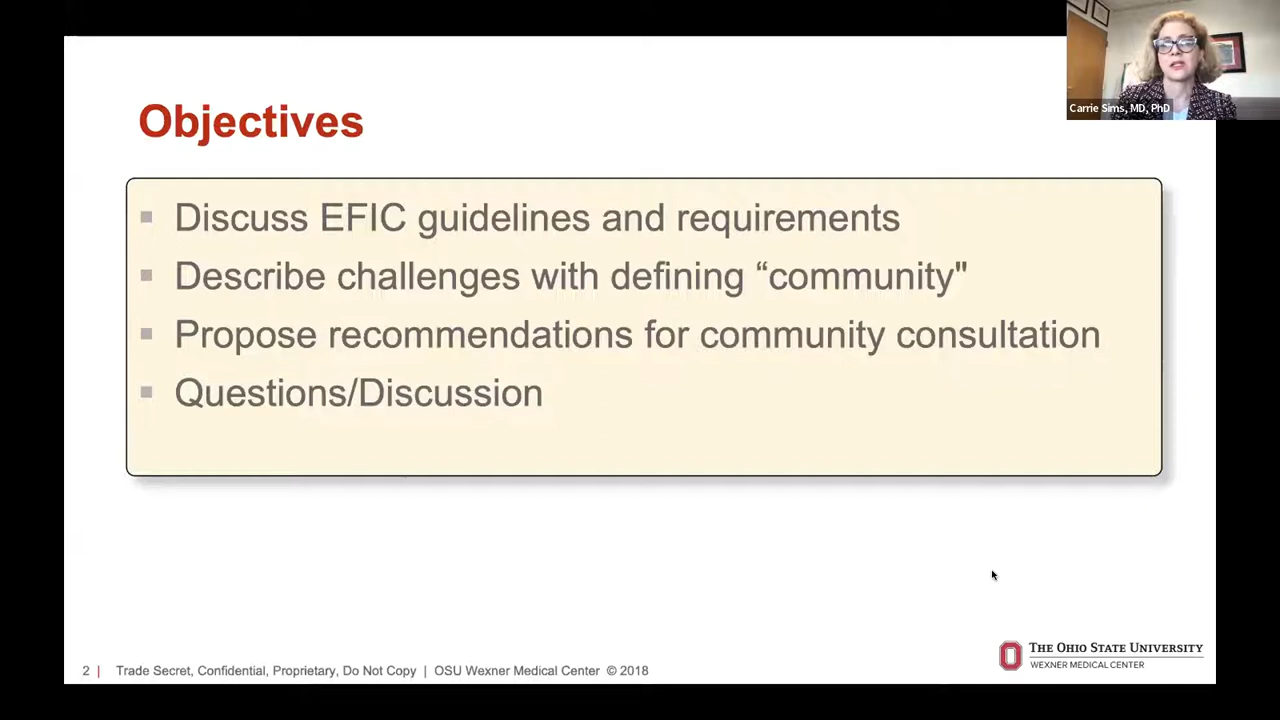 Carrie Sims, MD, PhD
Objectives
Discuss EFIC guidelines and requirements
Describe challenges with defining “community"
Propose recommendations for community consultation
Questions/Discussion
2 | Trade Secret, Confidential, Proprietary, Do Not Copy | OSU Wexner Medical Center © 2018
THE OHIO STATE UNIVERSITY
WEXNER MEDICAL CENTER